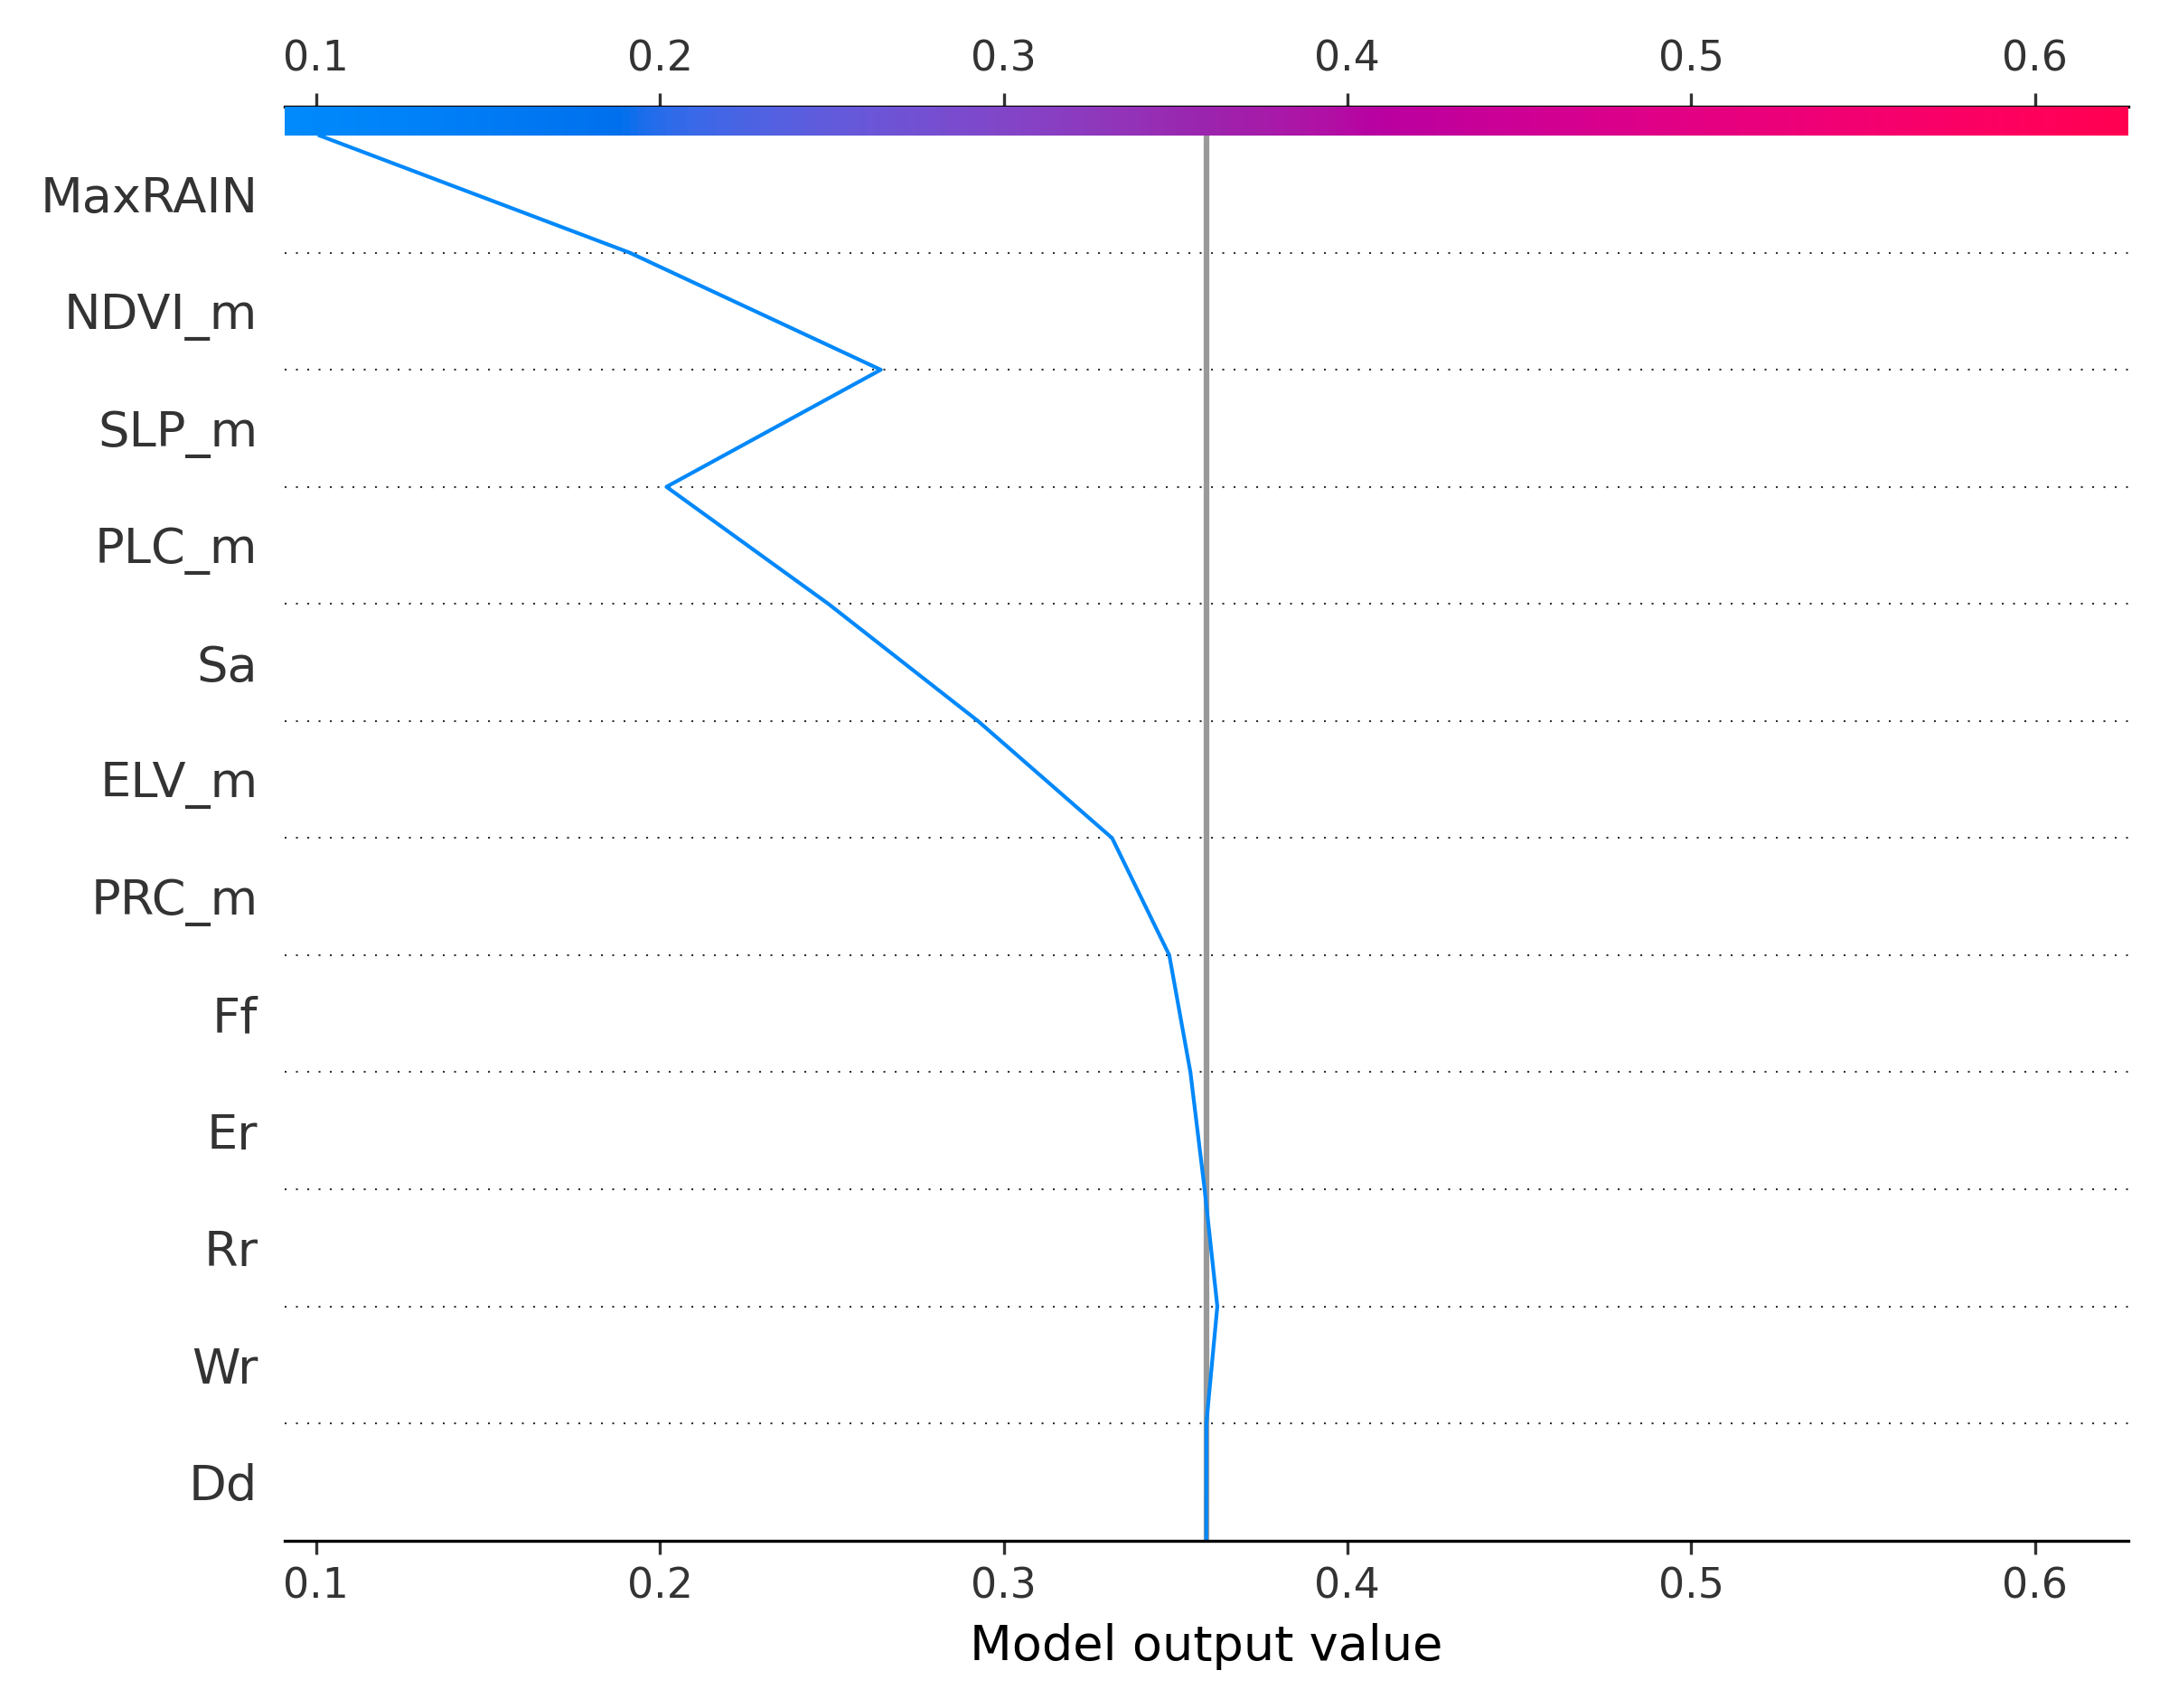 0.1 0.2 0.3 0.4 0.5 0.6
MaxRAIN
NDVI_m
SLP_m
PLC_m
Sa
ELV_m
PRC_m
Ff
Er
Rr
Wr
Dd
0.1 0.2 0.3 0.4 0.5 0.6
Model output value